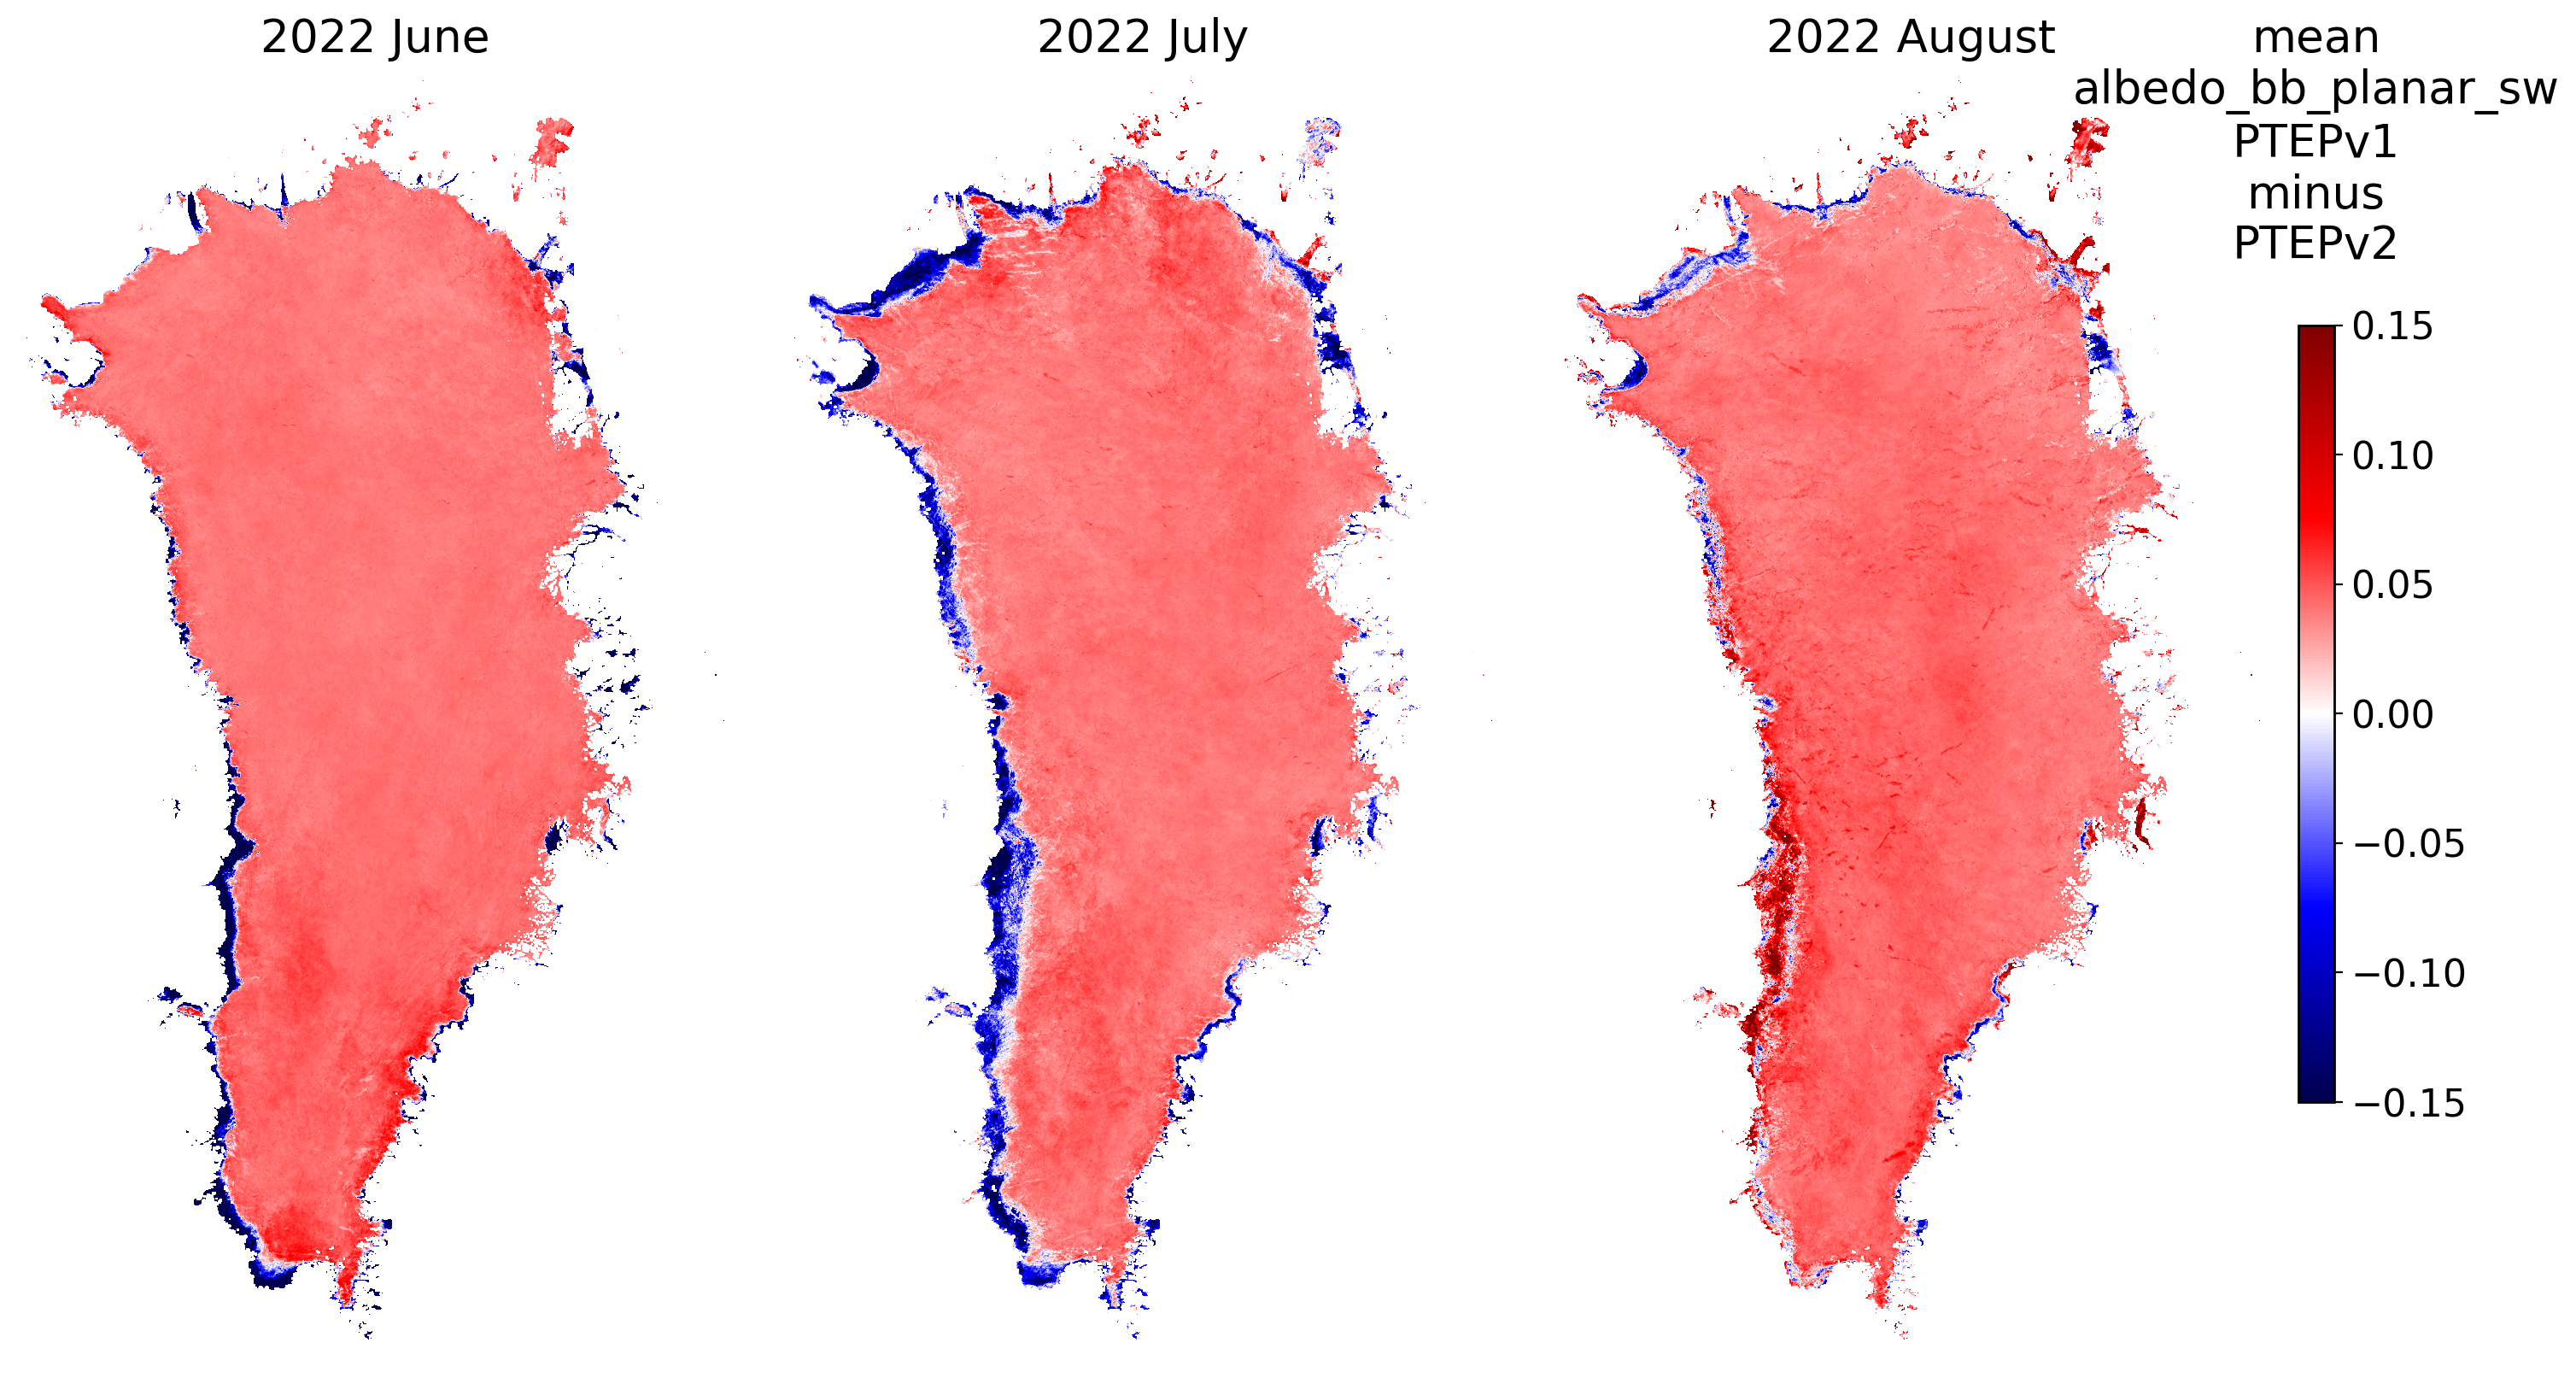 2022 June
2022 July
2022 August
mean
albedo_bb_planar_sw
PTEPv1
minus
PTEPv2
0.15
0.10
0.05
0.00
−0.05
−0.10
−0.15